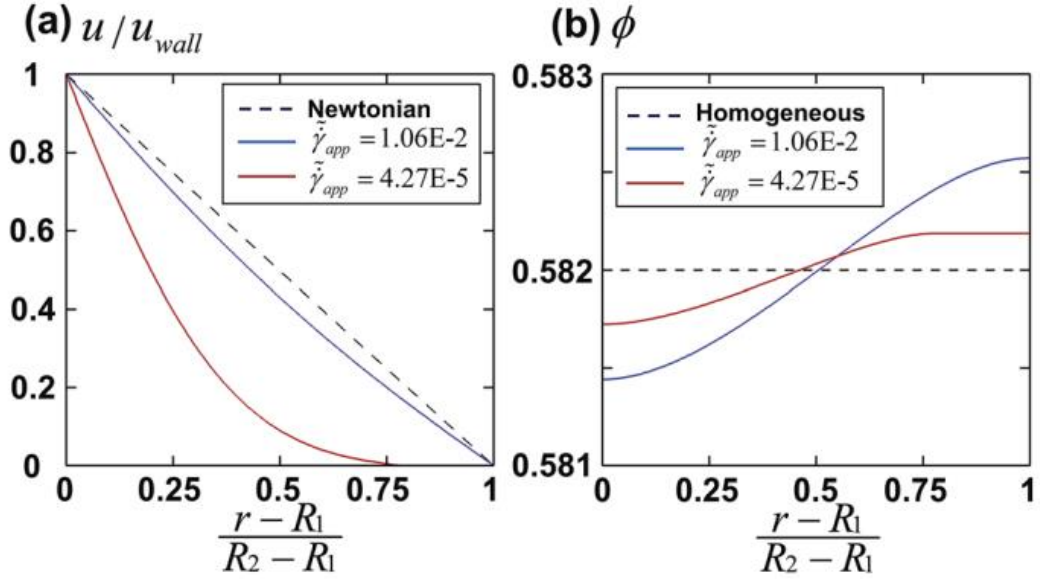 (a) u / u_wall
1
0.8
0.6
0.4
0.2
0
Newtonian
γ̇̃_app = 1.06E-2
γ̇̃_app = 4.27E-5
0 0.25 0.5 0.75 1
r − R₁
R₂ − R₁
(b) ϕ
0.583
0.582
0.581
Homogeneous
γ̇̃_app = 1.06E-2
γ̇̃_app = 4.27E-5
0 0.25 0.5 0.75 1
r − R₁
R₂ − R₁